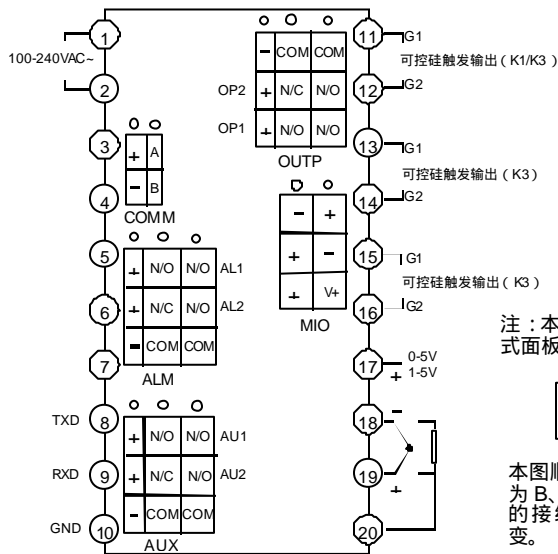 1
100-240VAC~
2
3
4
5
6
7
TXD 8
RXD 9
GND 10
+ A
- B
COMM
+ N/O N/O AL1
+ N/C N/O AL2
- COM COM
ALM
+ N/O N/O AU1
+ N/C N/O AU2
- COM COM
AUX
- COM COM
OP2 + N/C N/O
OP1 + N/O N/O
OUTP
- +
+ -
+ V+
MIO
11 G1
可控硅触发输出（K1/K3）
12 G2
13 G1
可控硅触发输出（K3）
14 G2
15 G1
可控硅触发输出（K3）
16 G2
17 0-5V
+ 1-5V
18 -
19 +
20
注：本
式面板
本图顺
为 B、
的接线
变。